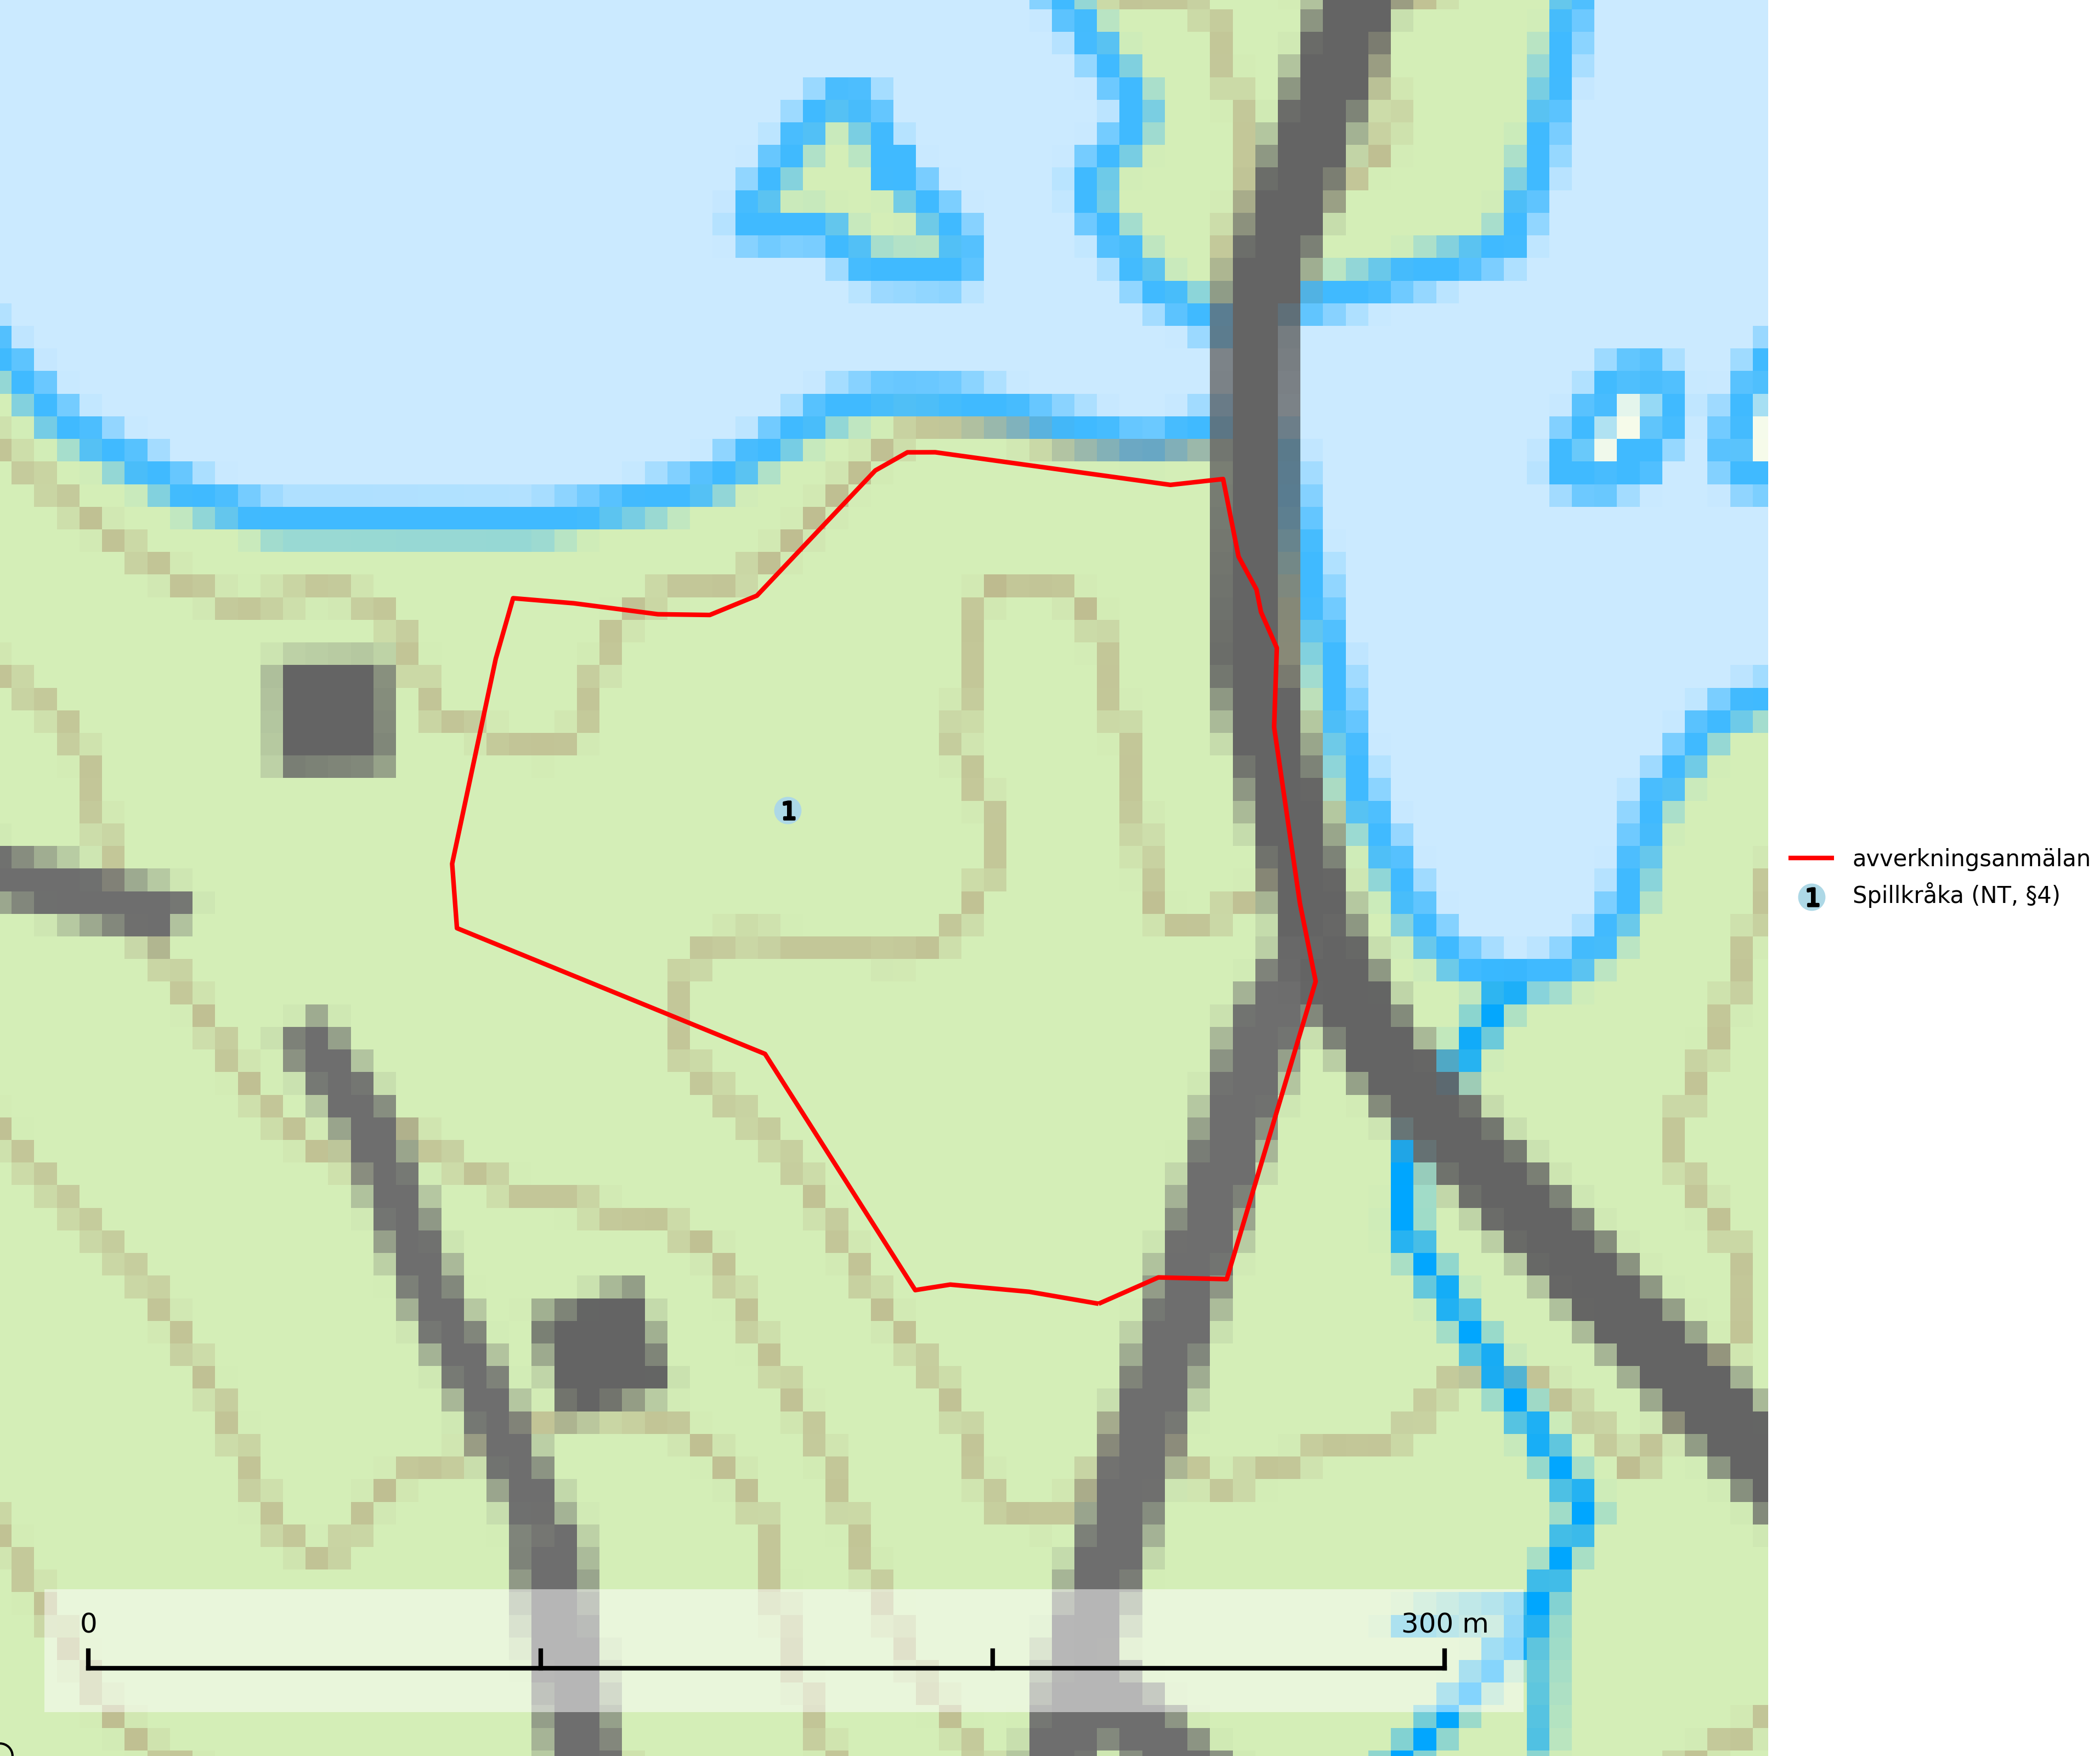 1
avverkningsanmälan
1 Spillkråka (NT, §4)
0 300 m